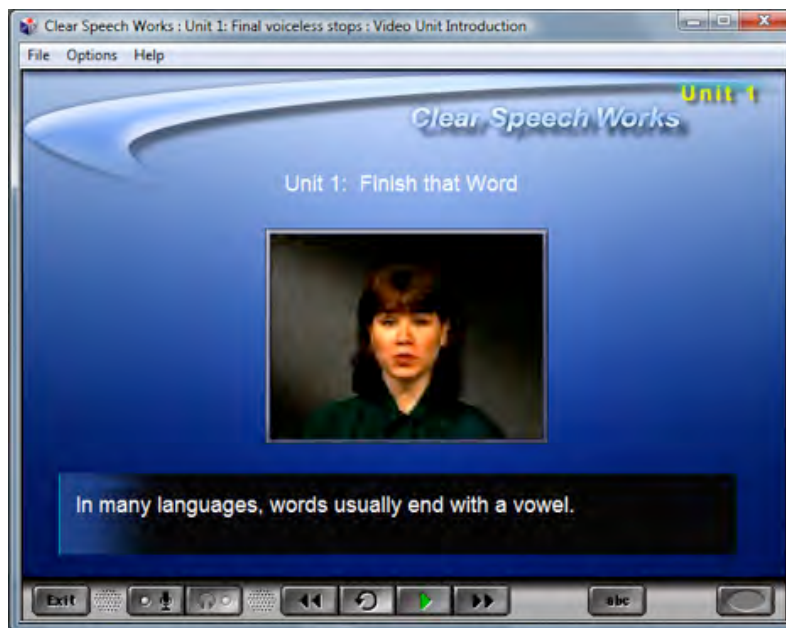 Clear Speech Works : Unit 1: Final voiceless stops : Video Unit Introduction
File Options Help
Unit 1
Clear Speech Works
Unit 1: Finish that Word
In many languages, words usually end with a vowel.
Exit
abc